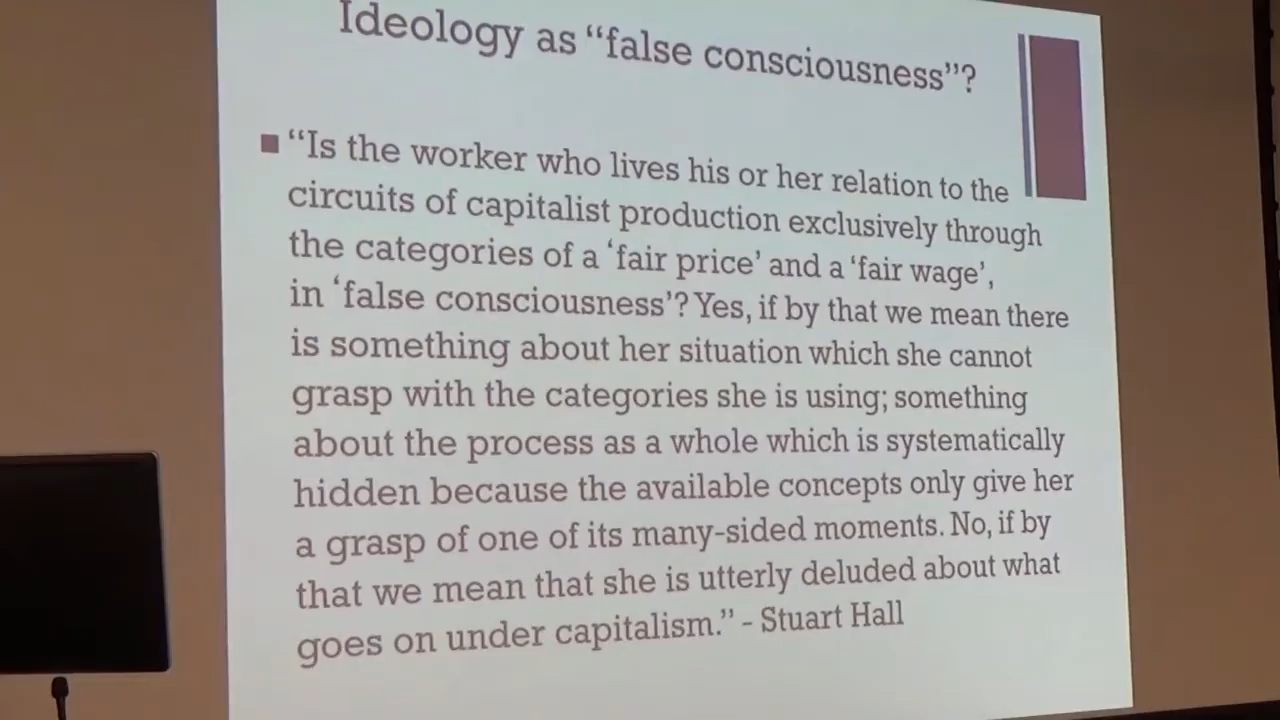 Ideology as “false consciousness”?
“Is the worker who lives his or her relation to the
circuits of capitalist production exclusively through
the categories of a ‘fair price’ and a ‘fair wage’,
in ‘false consciousness’? Yes, if by that we mean there
is something about her situation which she cannot
grasp with the categories she is using; something
about the process as a whole which is systematically
hidden because the available concepts only give her
a grasp of one of its many-sided moments. No, if by
that we mean that she is utterly deluded about what
goes on under capitalism.” - Stuart Hall